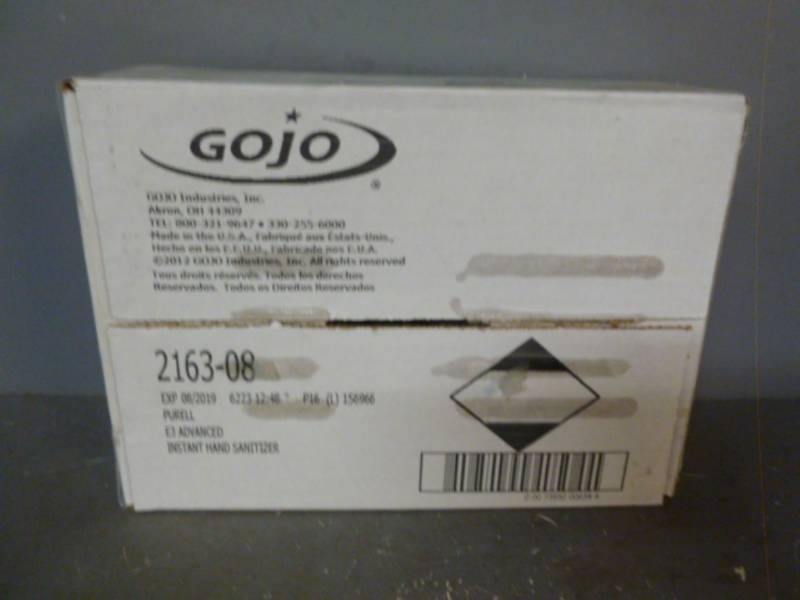 GOJO
®
GOJO Industries, Inc.
Akron, OH 44309
TEL: 800-321-9647 • 330-255-6000
Made in the U.S.A., Fabriqué aux États-Unis.,
Hecho en los E.E.U.U., Fabricado nos E.U.A.
©2012 GOJO Industries, Inc. All rights reserved
Tous droits réservés. Todos los derechos
Reservados. Todos os Direitos Reservados
2163-08
EXP 08/2019 6223 12:48 P16 (L) 156966
PURELL
E3 ADVANCED
INSTANT HAND SANITIZER